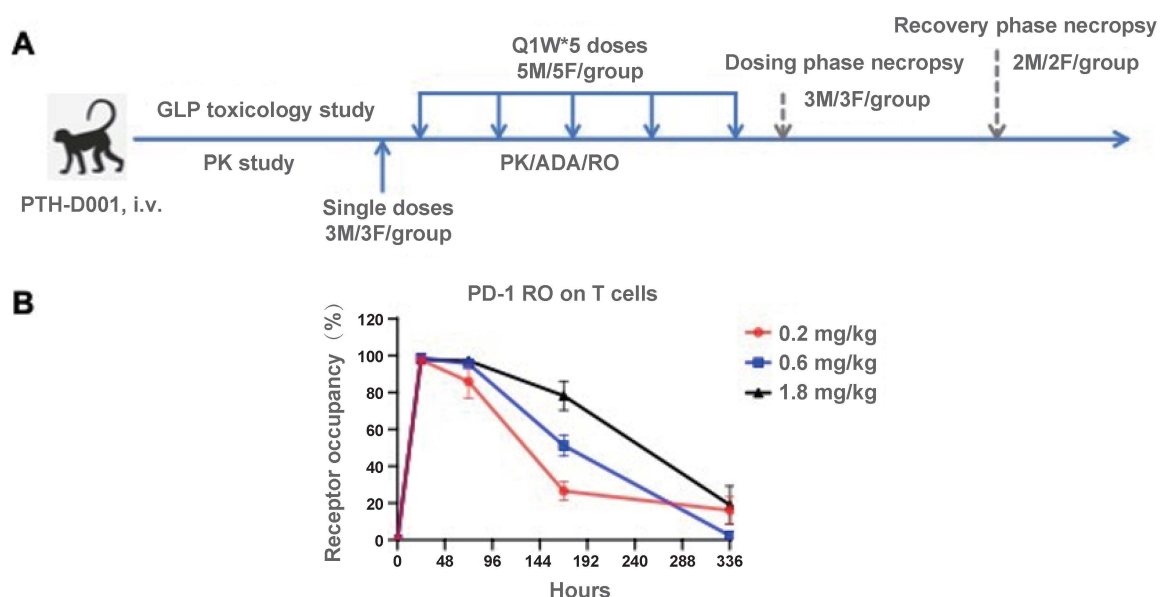 A
Recovery phase necropsy
Q1W*5 doses
5M/5F/group
Dosing phase necropsy
2M/2F/group
3M/3F/group
GLP toxicology study
PK study
PK/ADA/RO
PTH-D001, i.v.
Single doses
3M/3F/group
B
PD-1 RO on T cells
Receptor occupancy（%）
120
100
80
60
40
20
0
0 48 96 144 192 240 288 336
Hours
0.2 mg/kg
0.6 mg/kg
1.8 mg/kg